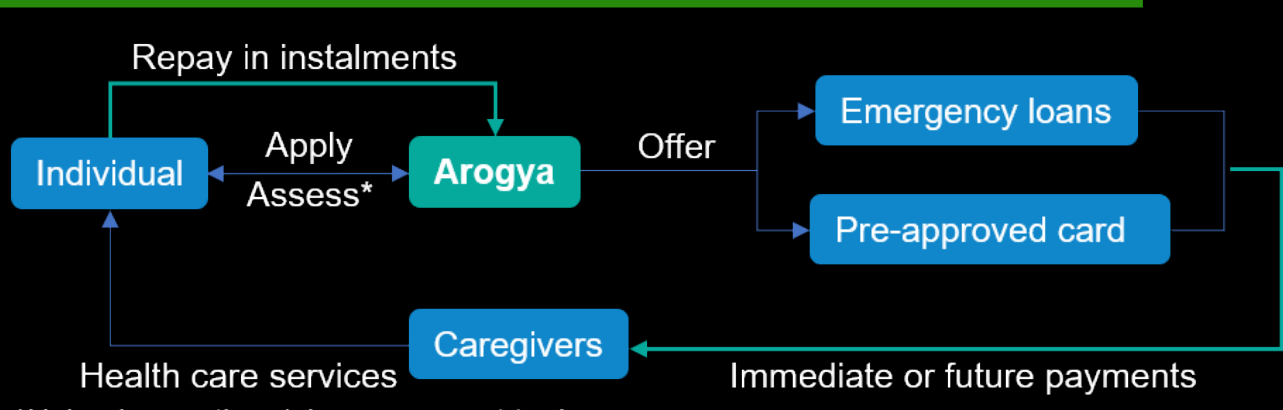 Repay in instalments
Individual
Apply
Assess*
Arogya
Offer
Emergency loans
Pre-approved card
Caregivers
Health care services
Immediate or future payments